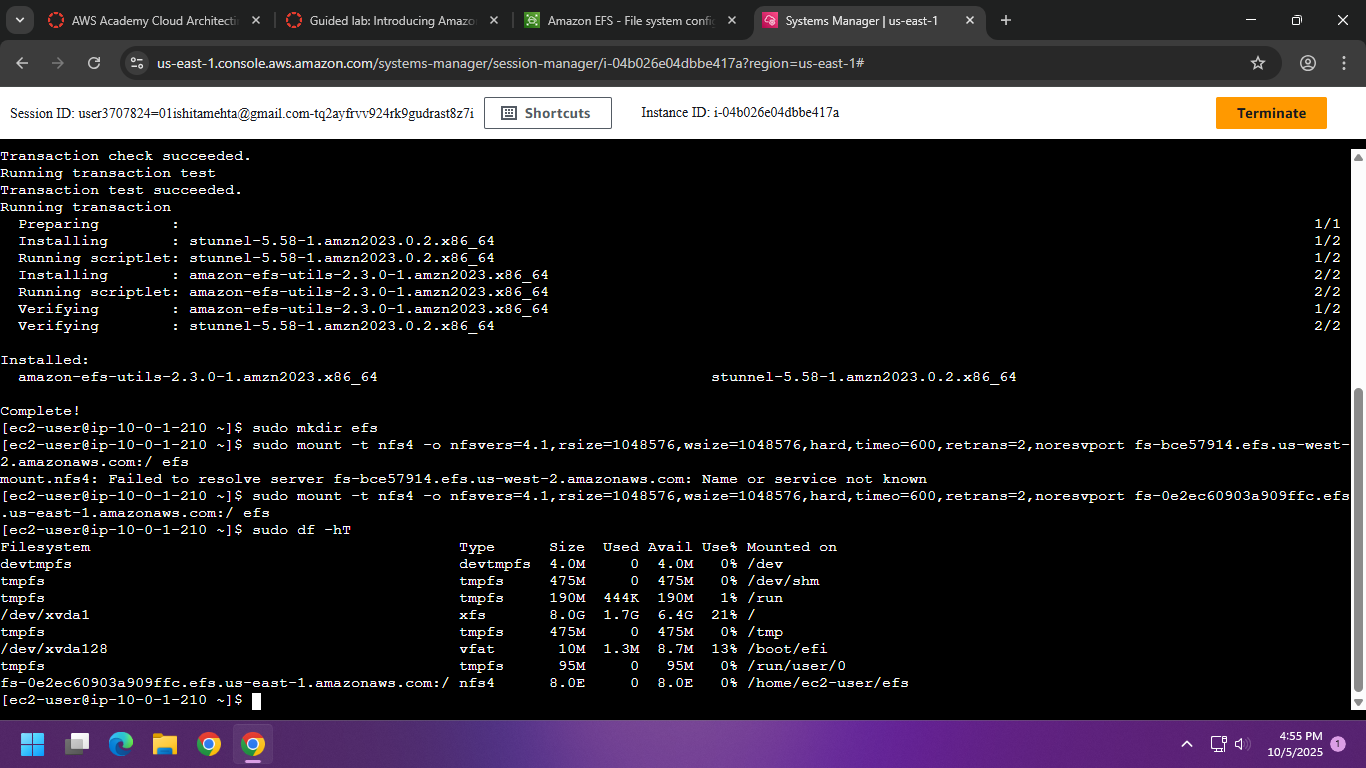 AWS Academy Cloud Architecti
Guided lab: Introducing Amazon
Amazon EFS - File system config
Systems Manager | us-east-1
us-east-1.console.aws.amazon.com/systems-manager/session-manager/i-04b026e04dbbe417a?region=us-east-1#
Session ID: user3707824=01ishitamehta@gmail.com-tq2ayfrvv924rk9gudrast8z7i
Shortcuts
Instance ID: i-04b026e04dbbe417a
Terminate
Transaction check succeeded.
Running transaction test
Transaction test succeeded.
Running transaction
  Preparing        :                                                                 1/1
  Installing       : stunnel-5.58-1.amzn2023.0.2.x86_64                              1/2
  Running scriptlet: stunnel-5.58-1.amzn2023.0.2.x86_64                              1/2
  Installing       : amazon-efs-utils-2.3.0-1.amzn2023.x86_64                        2/2
  Running scriptlet: amazon-efs-utils-2.3.0-1.amzn2023.x86_64                        2/2
  Verifying        : amazon-efs-utils-2.3.0-1.amzn2023.x86_64                        1/2
  Verifying        : stunnel-5.58-1.amzn2023.0.2.x86_64                              2/2
Installed:
  amazon-efs-utils-2.3.0-1.amzn2023.x86_64                stunnel-5.58-1.amzn2023.0.2.x86_64
Complete!
[ec2-user@ip-10-0-1-210 ~]$ sudo mkdir efs
[ec2-user@ip-10-0-1-210 ~]$ sudo mount -t nfs4 -o nfsvers=4.1,rsize=1048576,wsize=1048576,hard,timeo=600,retrans=2,noresvport fs-bce57914.efs.us-west-
2.amazonaws.com:/ efs
mount.nfs4: Failed to resolve server fs-bce57914.efs.us-west-2.amazonaws.com: Name or service not known
[ec2-user@ip-10-0-1-210 ~]$ sudo mount -t nfs4 -o nfsvers=4.1,rsize=1048576,wsize=1048576,hard,timeo=600,retrans=2,noresvport fs-0e2ec60903a909ffc.efs
.us-east-1.amazonaws.com:/ efs
[ec2-user@ip-10-0-1-210 ~]$ sudo df -hT
Filesystem                                         Type      Size  Used Avail Use% Mounted on
devtmpfs                                           devtmpfs  4.0M     0  4.0M   0% /dev
tmpfs                                              tmpfs     475M     0  475M   0% /dev/shm
tmpfs                                              tmpfs     190M  444K  190M   1% /run
/dev/xvda1                                         xfs       8.0G  1.7G  6.4G  21% /
tmpfs                                              tmpfs     475M     0  475M   0% /tmp
/dev/xvda128                                       vfat       10M  1.3M  8.7M  13% /boot/efi
tmpfs                                              tmpfs      95M     0   95M   0% /run/user/0
fs-0e2ec60903a909ffc.efs.us-east-1.amazonaws.com:/ nfs4      8.0E     0  8.0E   0% /home/ec2-user/efs
[ec2-user@ip-10-0-1-210 ~]$
4:55 PM
10/5/2025
1